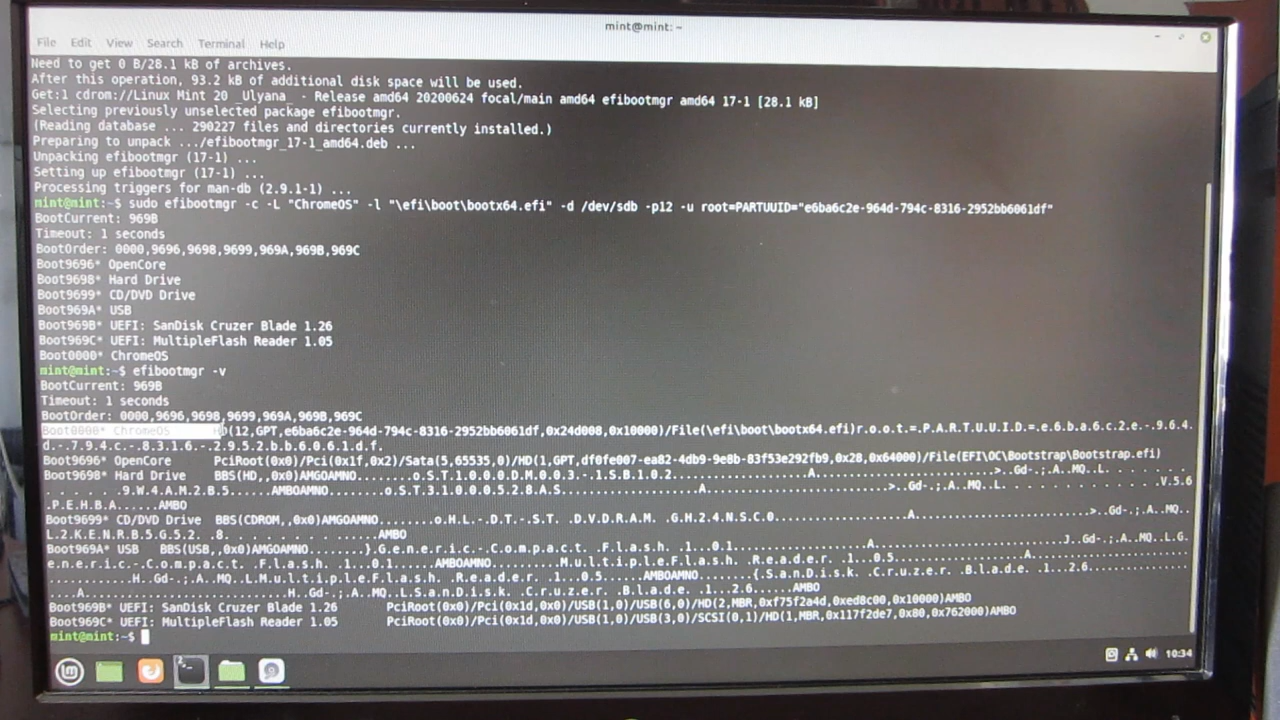 mint@mint: ~
File Edit View Search Terminal Help
Need to get 0 B/28.1 kB of archives.
After this operation, 93.2 kB of additional disk space will be used.
Get:1 cdrom://Linux Mint 20 _Ulyana_ - Release amd64 20200624 focal/main amd64 efibootmgr amd64 17-1 [28.1 kB]
Selecting previously unselected package efibootmgr.
(Reading database ... 290227 files and directories currently installed.)
Preparing to unpack .../efibootmgr_17-1_amd64.deb ...
Unpacking efibootmgr (17-1) ...
Setting up efibootmgr (17-1) ...
Processing triggers for man-db (2.9.1-1) ...
mint@mint:~$ sudo efibootmgr -c -L "ChromeOS" -l "\efi\boot\bootx64.efi" -d /dev/sdb -p12 -u root=PARTUUID="e6ba6c2e-964d-794c-8316-2952bb6061df"
BootCurrent: 969B
Timeout: 1 seconds
BootOrder: 0000,9696,9698,9699,969A,969B,969C
Boot9696* OpenCore
Boot9698* Hard Drive
Boot9699* CD/DVD Drive
Boot969A* USB
Boot969B* UEFI: SanDisk Cruzer Blade 1.26
Boot969C* UEFI: MultipleFlash Reader 1.05
Boot0000* ChromeOS
mint@mint:~$ efibootmgr -v
BootCurrent: 969B
Timeout: 1 seconds
BootOrder: 0000,9696,9698,9699,969A,969B,969C
Boot0000* ChromeOS HD(12,GPT,e6ba6c2e-964d-794c-8316-2952bb6061df,0x24d008,0x10000)/File(\efi\boot\bootx64.efi)r.o.o.t.=.P.A.R.T.U.U.I.D.=.e.6.b.a.6.c.2.e.-.9.6.4.
d.-.7.9.4.c.-.8.3.1.6.-.2.9.5.2.b.b.6.0.6.1.d.f.
Boot9696* OpenCore PciRoot(0x0)/Pci(0x1f,0x2)/Sata(5,65535,0)/HD(1,GPT,df0fe007-ea82-4db9-9e8b-83f53e292fb9,0x28,0x64000)/File(EFI\OC\Bootstrap\Bootstrap.efi)
Boot9698* Hard Drive BBS(HD,,0x0)AMGOAMNO........o.S.T.1.0.0.0.D.M.0.0.3.-.1.S.B.1.0.2...................A...........................>..Gd-.;.A..MQ..L.
.9.W.4.A.M.2.B.5......AMBOAMNO........o.S.T.3.1.0.0.0.5.2.8.A.S...................A...........................>..Gd-.;.A..MQ..L. .V.5.6
.P.E.H.B.A......AMBO
Boot9699* CD/DVD Drive BBS(CDROM,,0x0)AMGOAMNO........o.H.L.-.D.T.-.S.T. .D.V.D.R.A.M. .G.H.2.4.N.S.C.0...................A...........................>..Gd-.;.A..MQ..
L.2.K.E.N.R.B.5.G.5.2. .8. AMBO
Boot969A* USB BBS(USB,,0x0)AMGOAMNO........}.G.e.n.e.r.i.c.-.C.o.m.p.a.c.t. .F.l.a.s.h. .1...0.1...................A...........................J..Gd-.;.A..MQ..L.G.
e.n.e.r.i.c.-.C.o.m.p.a.c.t. .F.l.a.s.h. .1...0.1......AMBOAMNO........M.u.l.t.i.p.l.e.F.l.a.s.h. .R.e.a.d.e.r. .1...0.5...................A
H..Gd-.;.A..MQ..L.M.u.l.t.i.p.l.e.F.l.a.s.h. .R.e.a.d.e.r. .1...0.5......AMBOAMNO........{.S.a.n.D.i.s.k. .C.r.u.z.e.r. .B.l.a.d.e. .1...2.6
A...........................H..Gd-.;.A..MQ..L.S.a.n.D.i.s.k. .C.r.u.z.e.r. .B.l.a.d.e. .1...2.6......AMBO
Boot969B* UEFI: SanDisk Cruzer Blade 1.26 PciRoot(0x0)/Pci(0x1d,0x0)/USB(1,0)/USB(6,0)/HD(2,MBR,0xf75f2a4d,0xed8c00,0x10000)AMBO
Boot969C* UEFI: MultipleFlash Reader 1.05 PciRoot(0x0)/Pci(0x1d,0x0)/USB(1,0)/USB(3,0)/SCSI(0,1)/HD(1,MBR,0x117f2de7,0x80,0x762000)AMBO
mint@mint:~$
10:34